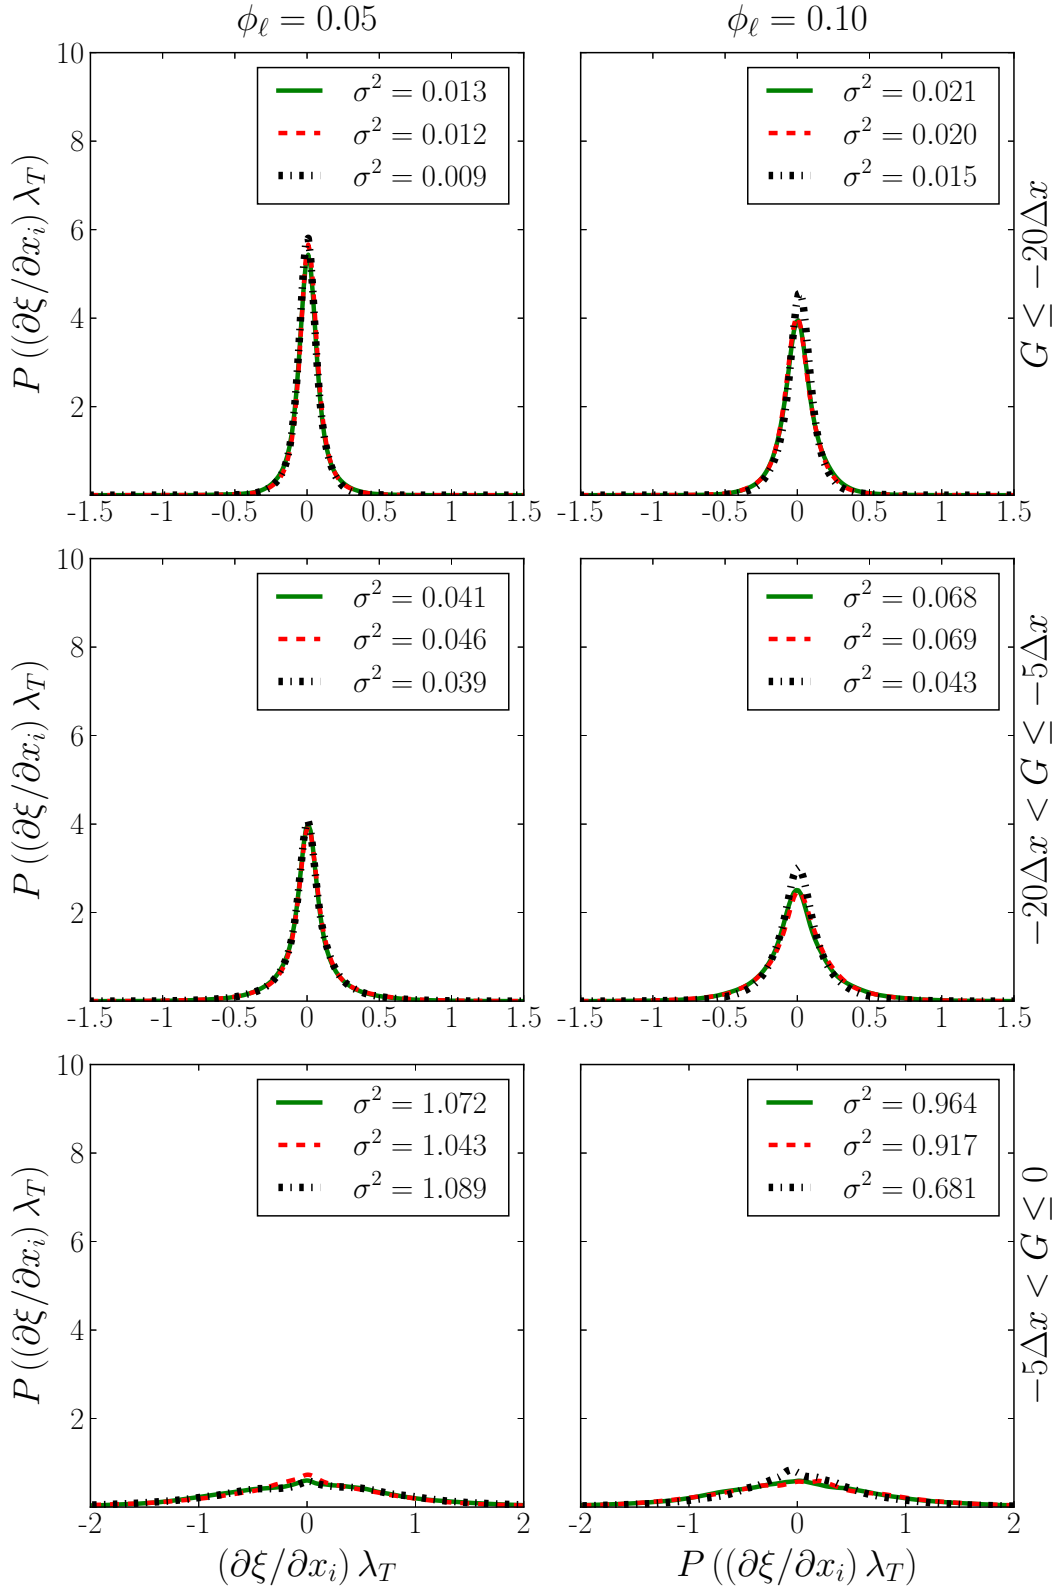 ϕ_ℓ = 0.05
ϕ_ℓ = 0.10
10
8
6
4
2
P ((∂ξ/∂x_i) λ_T)
σ² = 0.013
σ² = 0.012
σ² = 0.009
-1.5 -1 -0.5 0 0.5 1 1.5
σ² = 0.021
σ² = 0.020
σ² = 0.015
-1.5 -1 -0.5 0 0.5 1 1.5
G ≤ −20Δx
10
8
6
4
2
P ((∂ξ/∂x_i) λ_T)
σ² = 0.041
σ² = 0.046
σ² = 0.039
-1.5 -1 -0.5 0 0.5 1 1.5
σ² = 0.068
σ² = 0.069
σ² = 0.043
-1.5 -1 -0.5 0 0.5 1 1.5
−20Δx < G ≤ −5Δx
10
8
6
4
2
P ((∂ξ/∂x_i) λ_T)
σ² = 1.072
σ² = 1.043
σ² = 1.089
-2 -1 0 1 2
(∂ξ/∂x_i) λ_T
σ² = 0.964
σ² = 0.917
σ² = 0.681
-2 -1 0 1 2
P ((∂ξ/∂x_i) λ_T)
−5Δx < G ≤ 0